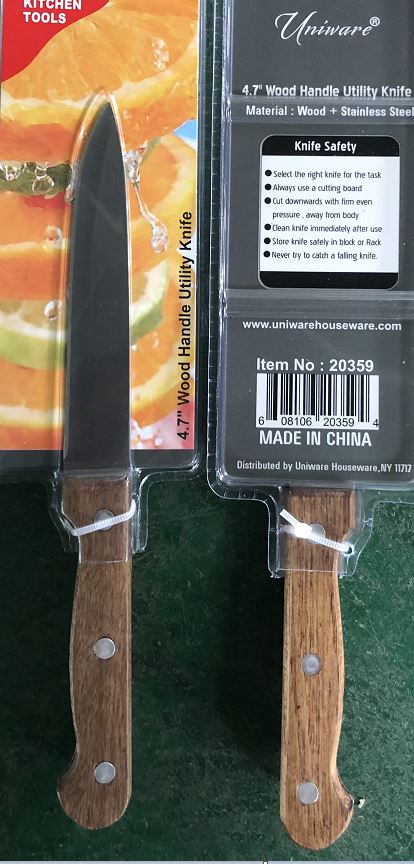 KITCHEN
TOOLS
4.7" Wood Handle Utility Knife
Uniware®
4.7" Wood Handle Utility Knife
Material : Wood + Stainless Steel
Knife Safety
● Select the right knife for the task
● Always use a cutting board
● Cut downwards with firm even
pressure , away from body
● Clean knife immediately after use
● Store knife safely in block or Rack
● Never try to catch a falling knife.
www.uniwarehouseware.com
Item No : 20359
6 08106 20359 4
MADE IN CHINA
Distributed by Uniware Houseware,NY 11717